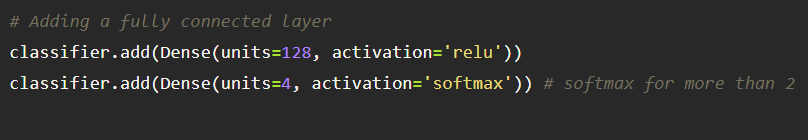 # Adding a fully connected layer
classifier.add(Dense(units=128, activation='relu'))
classifier.add(Dense(units=4, activation='softmax')) # softmax for more than 2